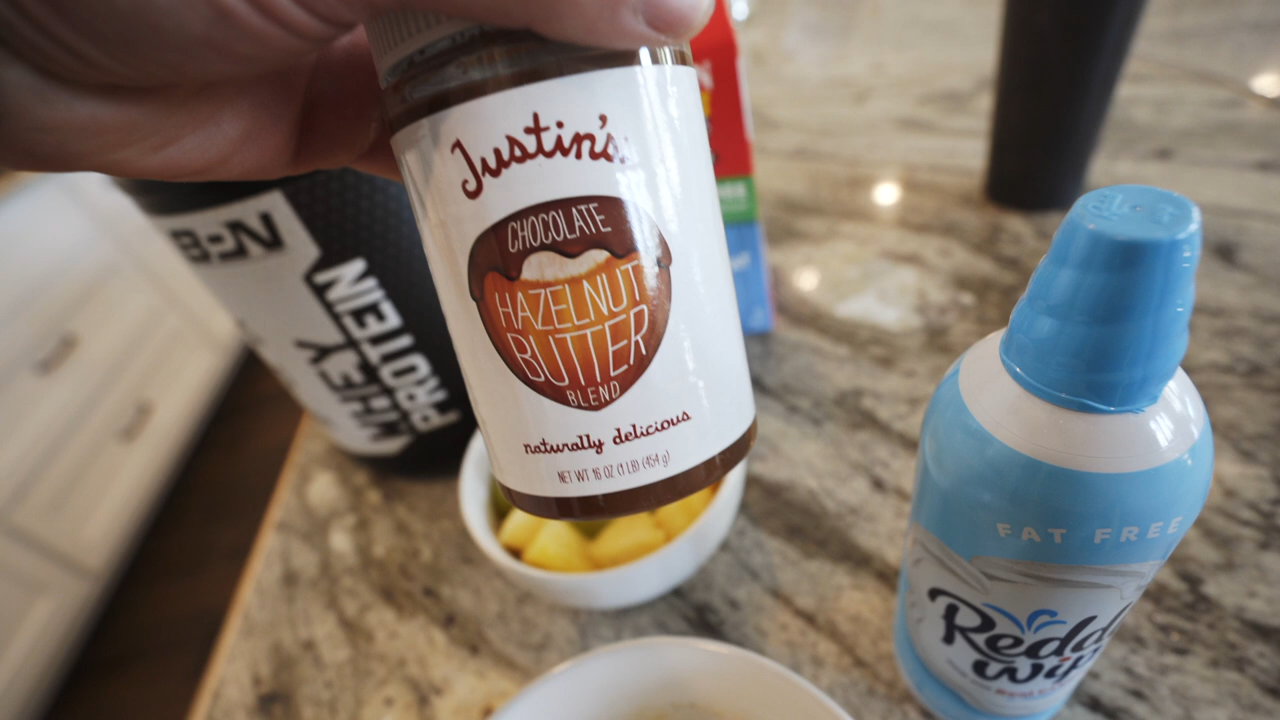 Justin's
CHOCOLATE
HAZELNUT
BUTTER
BLEND
naturally delicious
NET WT 16 OZ (1 LB) (454 g)
WHEY
PROTEIN
FAT FREE
Reddi
wip